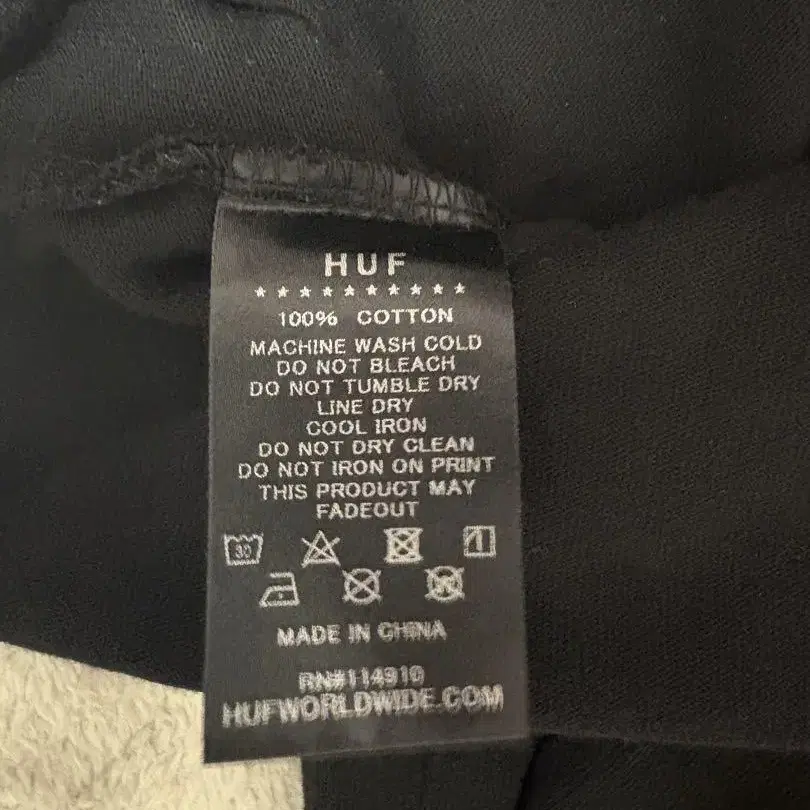 HUF
★★★★★★★★★★
100% COTTON
MACHINE WASH COLD
DO NOT BLEACH
DO NOT TUMBLE DRY
LINE DRY
COOL IRON
DO NOT DRY CLEAN
DO NOT IRON ON PRINT
THIS PRODUCT MAY
FADEOUT
30
MADE IN CHINA
RN#114910
HUFWORLDWIDE.COM